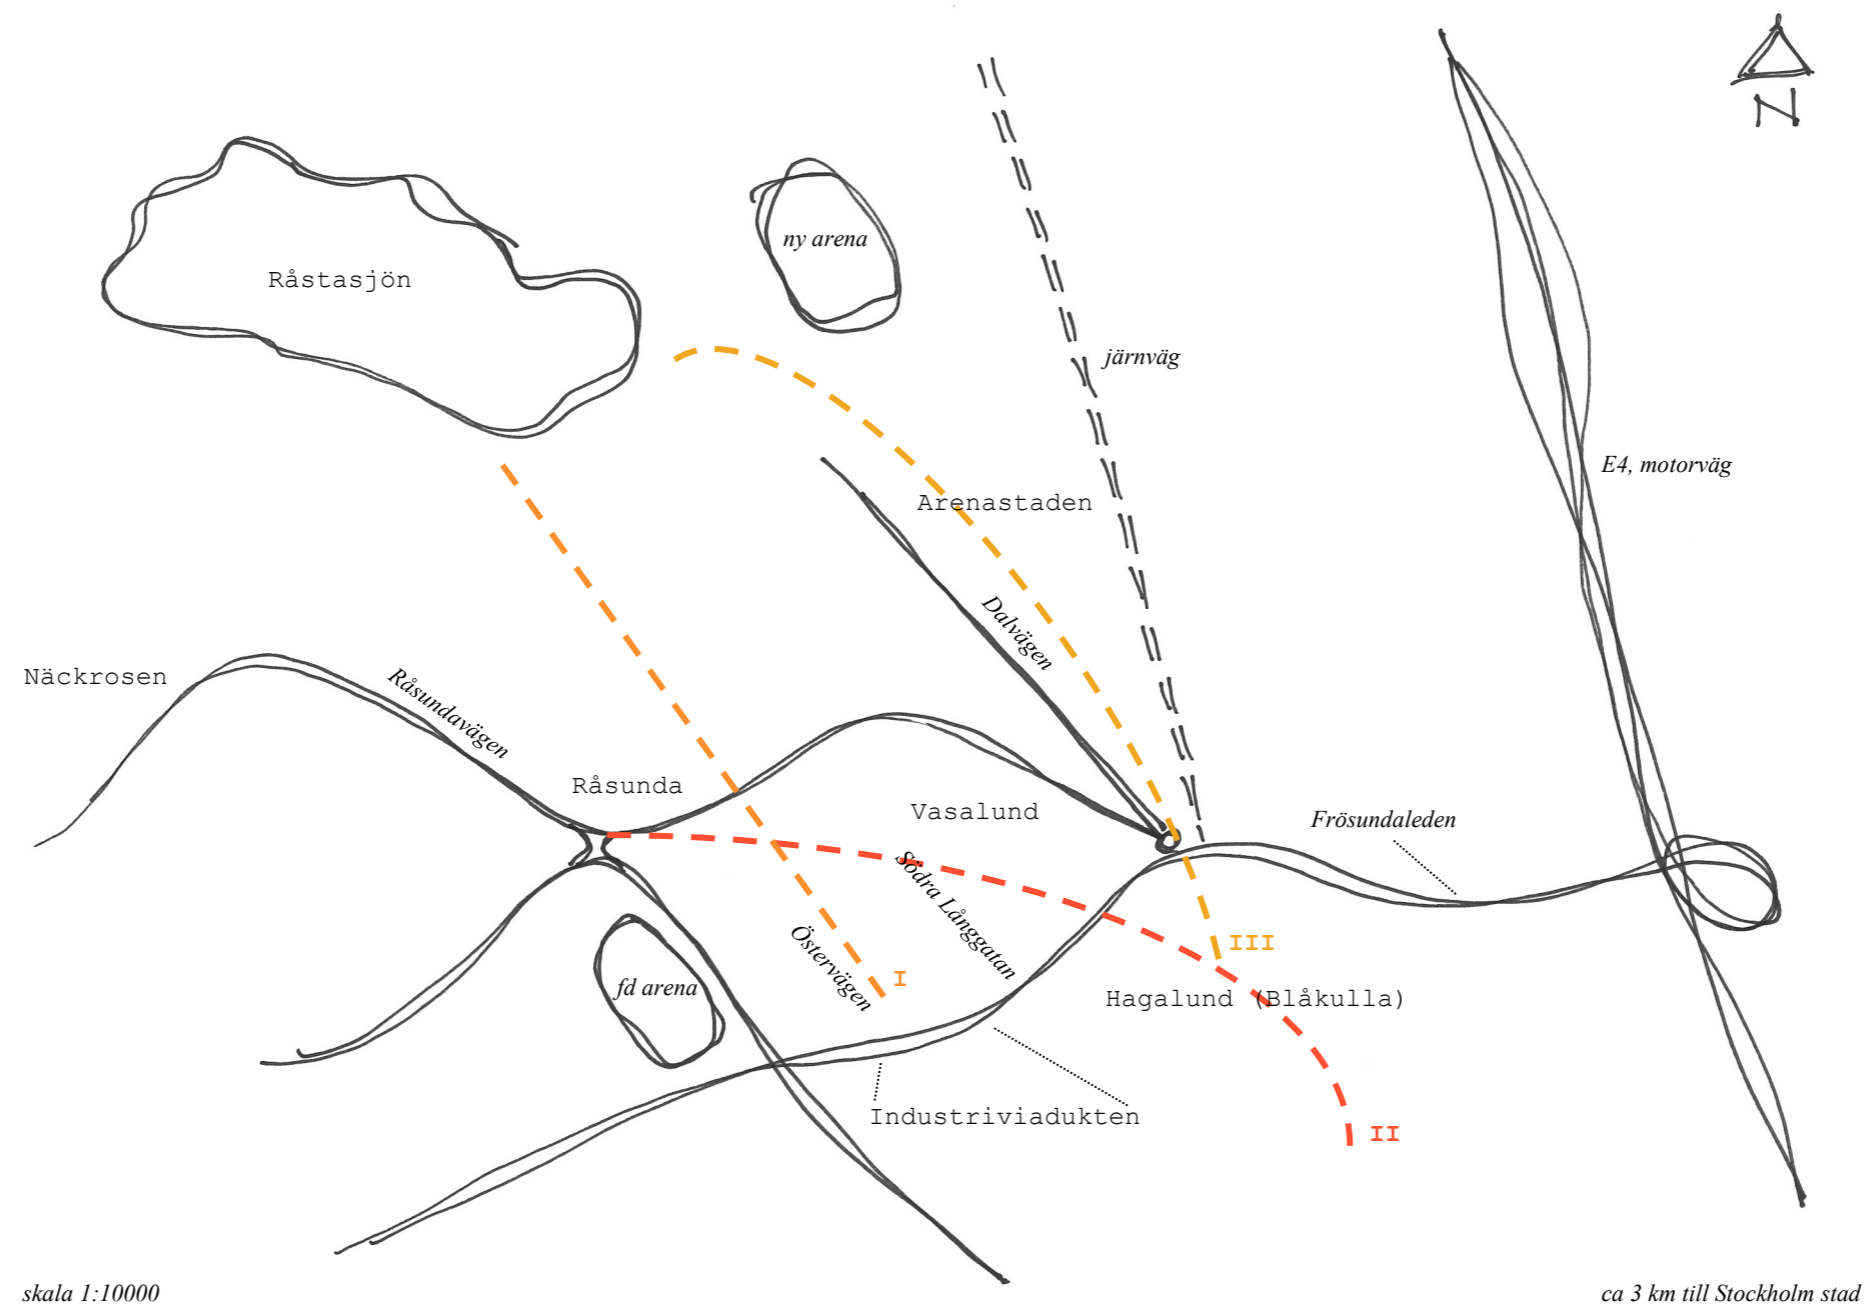 N
ny arena
Råstasjön
järnväg
E4, motorväg
Arenastaden
Dalvägen
Näckrosen
Råsundavägen
Råsunda
Vasalund
Frösundaleden
Södra Långgatan
Östervägen
I
III
fd arena
Hagalund (Blåkulla)
Industriviadukten
II
skala 1:10000
ca 3 km till Stockholm stad